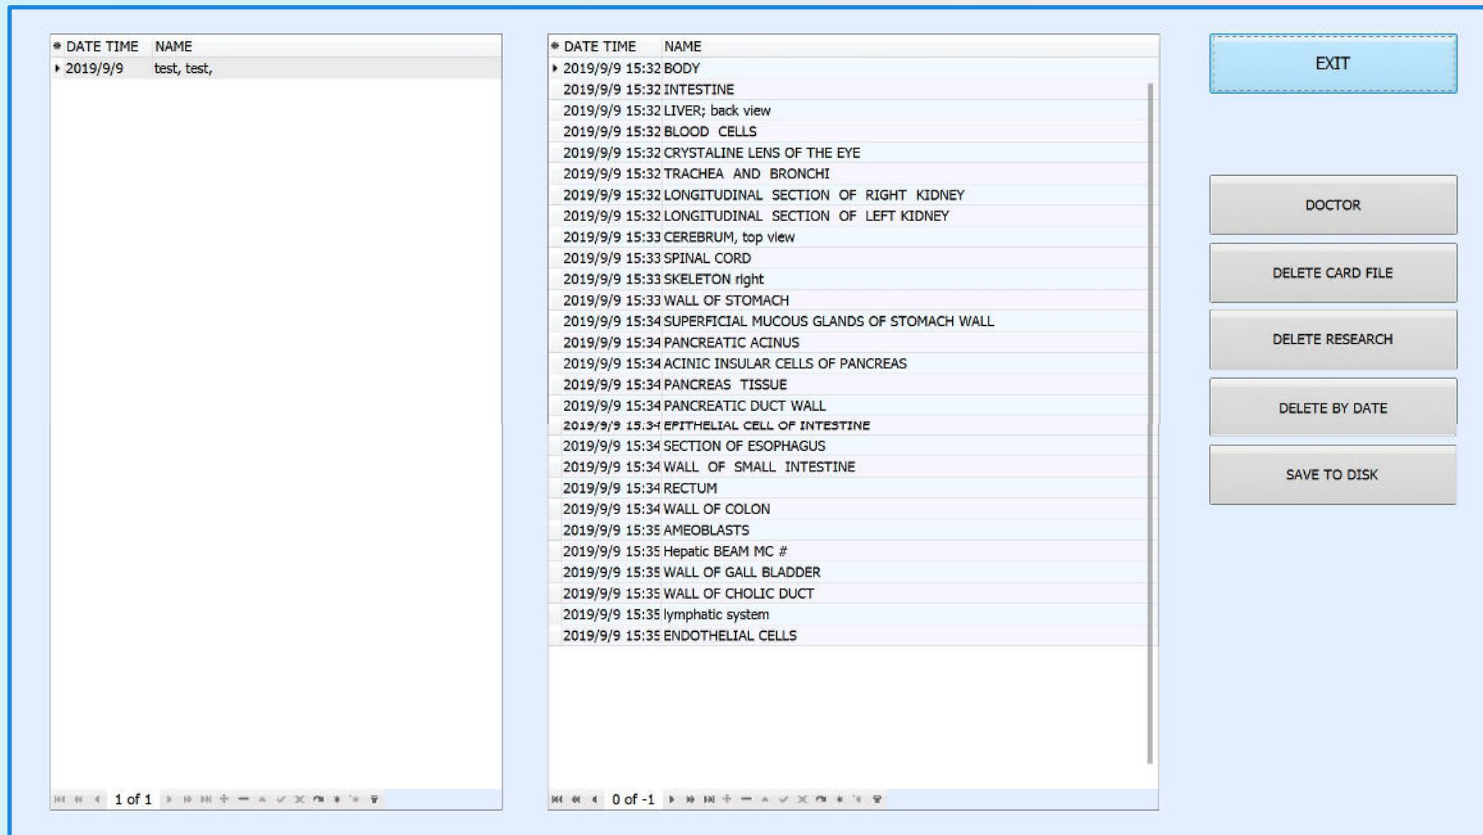 DATE TIME NAME
2019/9/9 test, test,
1 of 1
DATE TIME NAME
2019/9/9 15:32 BODY
2019/9/9 15:32 INTESTINE
2019/9/9 15:32 LIVER; back view
2019/9/9 15:32 BLOOD CELLS
2019/9/9 15:32 CRYSTALINE LENS OF THE EYE
2019/9/9 15:32 TRACHEA AND BRONCHI
2019/9/9 15:32 LONGITUDINAL SECTION OF RIGHT KIDNEY
2019/9/9 15:32 LONGITUDINAL SECTION OF LEFT KIDNEY
2019/9/9 15:33 CEREBRUM, top view
2019/9/9 15:33 SPINAL CORD
2019/9/9 15:33 SKELETON right
2019/9/9 15:33 WALL OF STOMACH
2019/9/9 15:34 SUPERFICIAL MUCOUS GLANDS OF STOMACH WALL
2019/9/9 15:34 PANCREATIC ACINUS
2019/9/9 15:34 ACINIC INSULAR CELLS OF PANCREAS
2019/9/9 15:34 PANCREAS TISSUE
2019/9/9 15:34 PANCREATIC DUCT WALL
2019/9/9 15:34 EPITHELIAL CELL OF INTESTINE
2019/9/9 15:34 SECTION OF ESOPHAGUS
2019/9/9 15:34 WALL OF SMALL INTESTINE
2019/9/9 15:34 RECTUM
2019/9/9 15:34 WALL OF COLON
2019/9/9 15:35 AMEOBLASTS
2019/9/9 15:35 Hepatic BEAM MC #
2019/9/9 15:35 WALL OF GALL BLADDER
2019/9/9 15:35 WALL OF CHOLIC DUCT
2019/9/9 15:35 lymphatic system
2019/9/9 15:35 ENDOTHELIAL CELLS
0 of -1
EXIT
DOCTOR
DELETE CARD FILE
DELETE RESEARCH
DELETE BY DATE
SAVE TO DISK